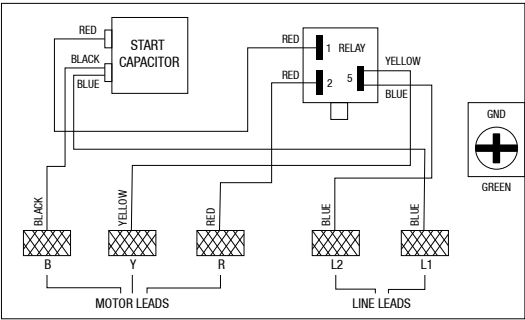 RED
START
CAPACITOR
BLACK
BLUE
RED
1 RELAY
RED
2
5
YELLOW
BLUE
GND
GREEN
BLACK
YELLOW
RED
BLUE
BLUE
B
Y
R
L2
L1
MOTOR LEADS
LINE LEADS